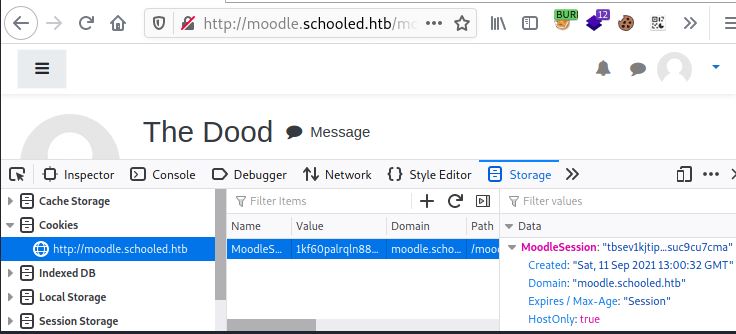 http://moodle.schooled.htb/mo
BUR
12
The Dood
Message
Inspector
Console
Debugger
Network
Style Editor
Storage
Cache Storage
Cookies
http://moodle.schooled.htb
Indexed DB
Local Storage
Session Storage
Filter Items
Name Value Domain Path
MoodleS... 1kf60palrqln88... moodle.scho... /mood
Filter values
Data
MoodleSession: "tbsev1kjtip...suc9cu7cma"
Created: "Sat, 11 Sep 2021 13:00:32 GMT"
Domain: "moodle.schooled.htb"
Expires / Max-Age: "Session"
HostOnly: true